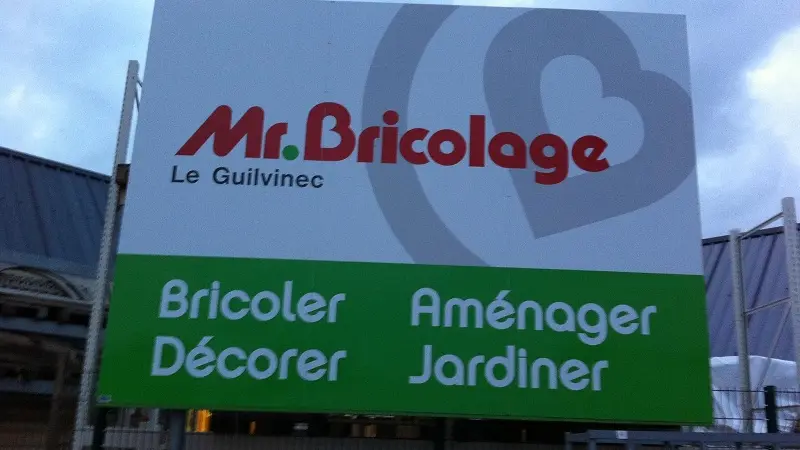 Mr.Bricolage
Le Guilvinec
Bricoler Aménager
Décorer Jardiner